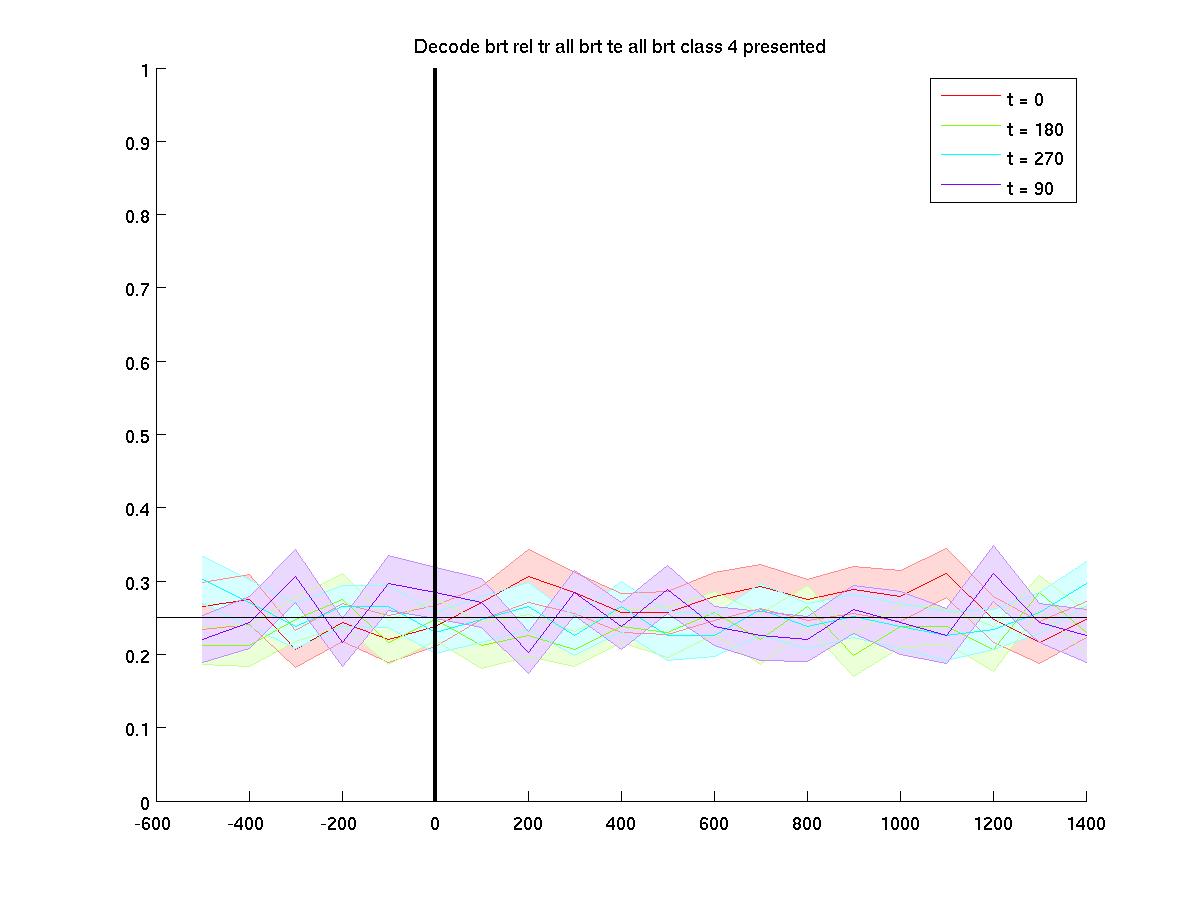 Decode brt rel tr all brt te all brt class 4 presented
t = 0
t = 180
t = 270
t = 90
1
0.9
0.8
0.7
0.6
0.5
0.4
0.3
0.2
0.1
0
-600 -400 -200 0 200 400 600 800 1000 1200 1400